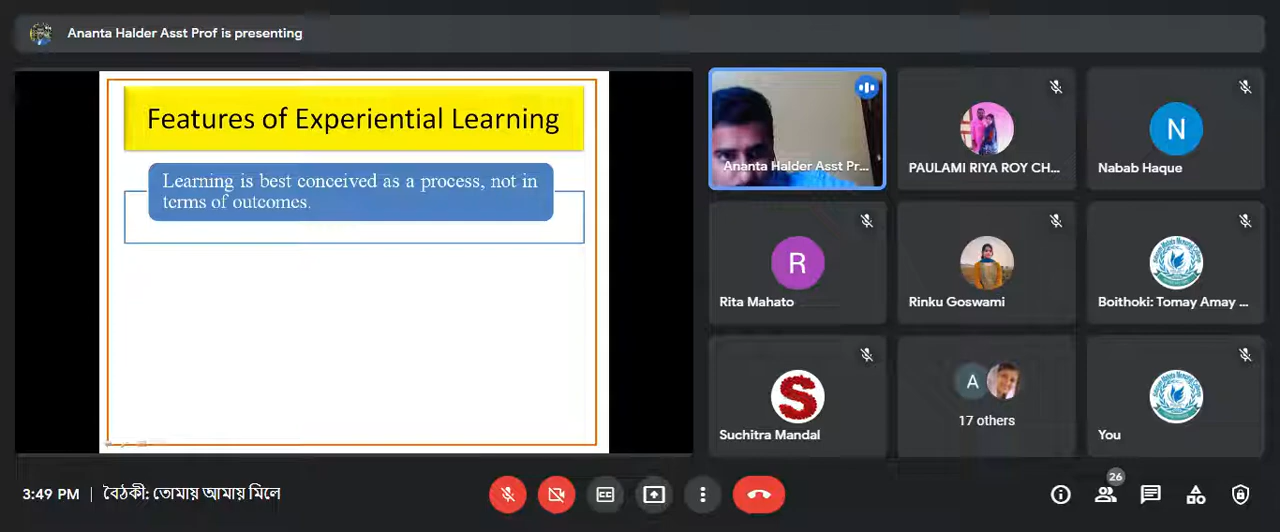 Ananta Halder Asst Prof is presenting
Features of Experiential Learning
Learning is best conceived as a process, not in
terms of outcomes.
Ananta Halder Asst Pr...
PAULAMI RIYA ROY CH...
N
Nabab Haque
R
Rita Mahato
Rinku Goswami
Boithoki: Tomay Amay ...
S
Suchitra Mandal
A
17 others
You
3:49 PM | বৈঠকী: তোমায় আমায় মিলে
26